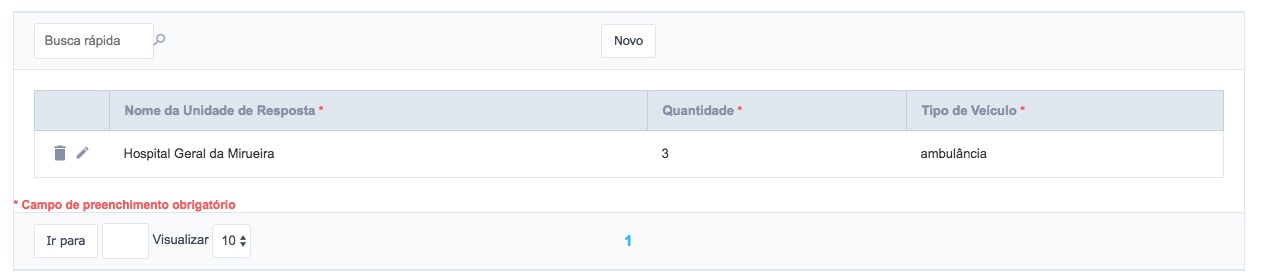 Busca rápida Novo
Nome da Unidade de Resposta * Quantidade * Tipo de Veículo *
Hospital Geral da Mirueira 3 ambulância
* Campo de preenchimento obrigatório
Ir para Visualizar 10 1